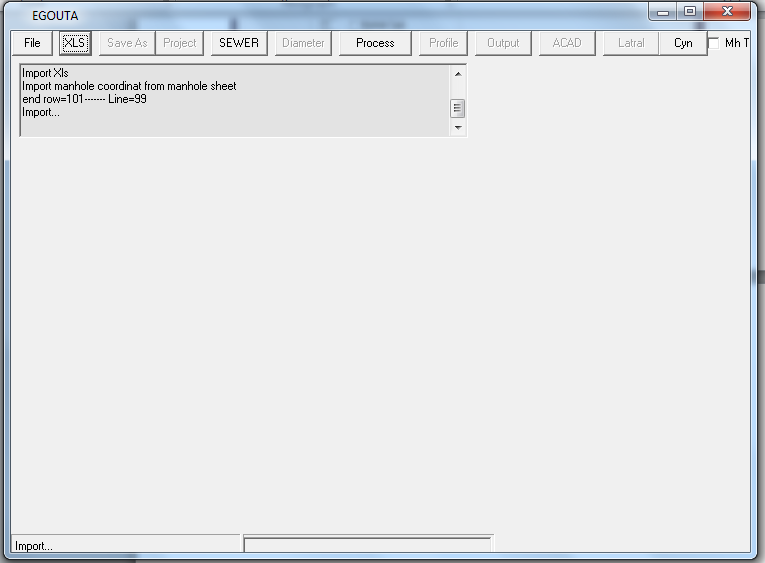 EGOUTA
File XLS Save As Project SEWER Diameter Process Profile Output ACAD Latral Cyn Mh T
Import Xls
Import manhole coordinat from manhole sheet
end row=101------- Line=99
Import...
Import...